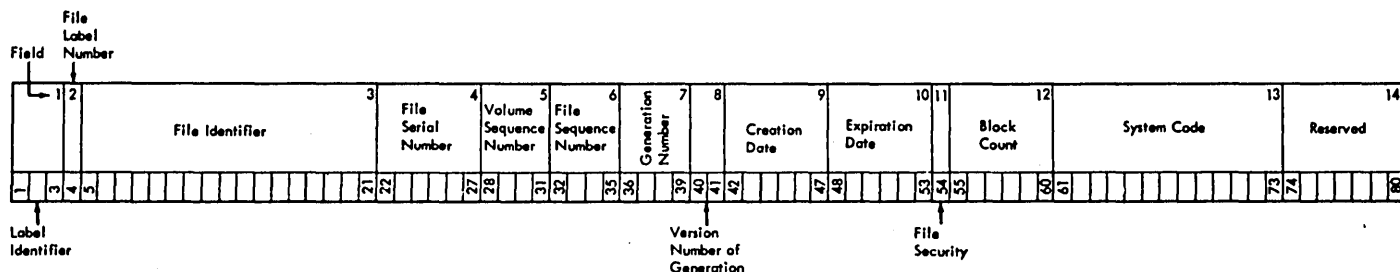 File
Label
Number
Field
1 2 3 4 5 6 7 8 9 10 11 12 13 14
File Identifier
File
Serial
Number
Volume
Sequence
Number
File
Sequence
Number
Generation
Number
Creation
Date
Expiration
Date
Block
Count
System Code
Reserved
1 3 4 5 21 22 27 28 31 32 35 36 39 40 41 42 47 48 53 54 55 60 61 73 74 80
Label
Identifier
Version
Number of
Generation
File
Security